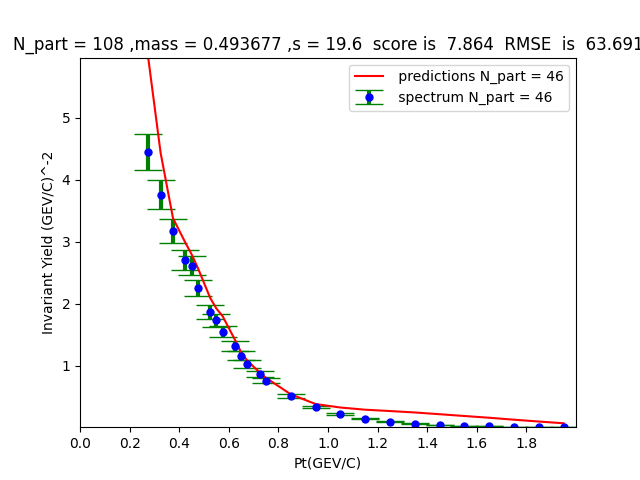 N_part = 108 ,mass = 0.493677 ,s = 19.6  score is  7.864  RMSE  is  63.691
predictions N_part = 46
spectrum N_part = 46
Invariant Yield (GEV/C)^-2
5
4
3
2
1
0.0 0.2 0.4 0.6 0.8 1.0 1.2 1.4 1.6 1.8
Pt(GEV/C)